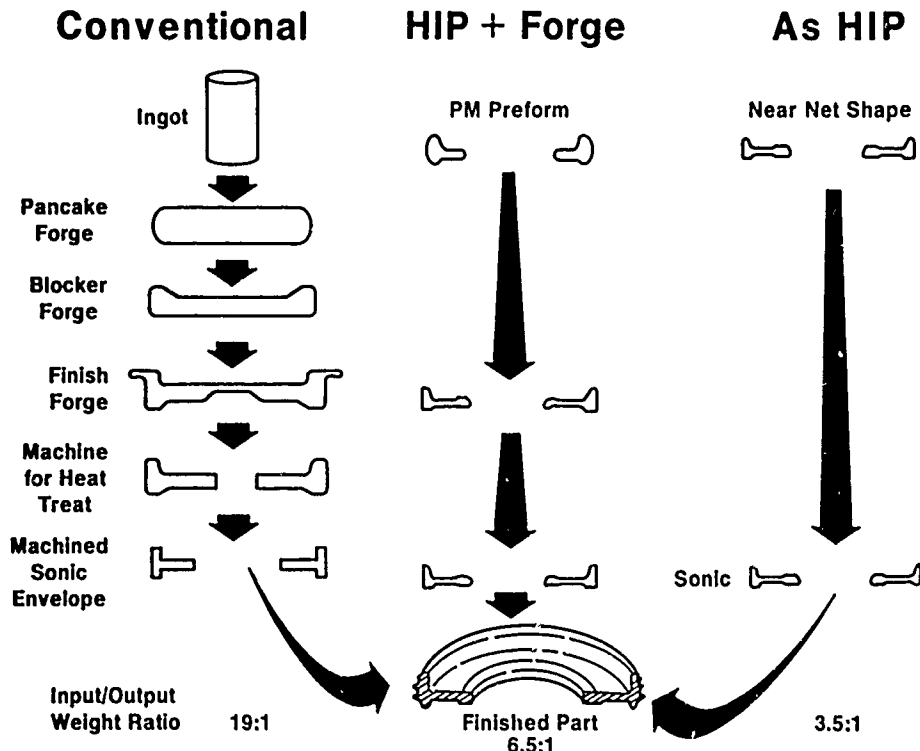 Conventional
HIP + Forge
As HIP
Ingot
PM Preform
Near Net Shape
Pancake
Forge
Blocker
Forge
Finish
Forge
Machine
for Heat
Treat
Machined
Sonic
Envelope
Sonic
Input/Output
Weight Ratio
19:1
Finished Part
6.5:1
3.5:1